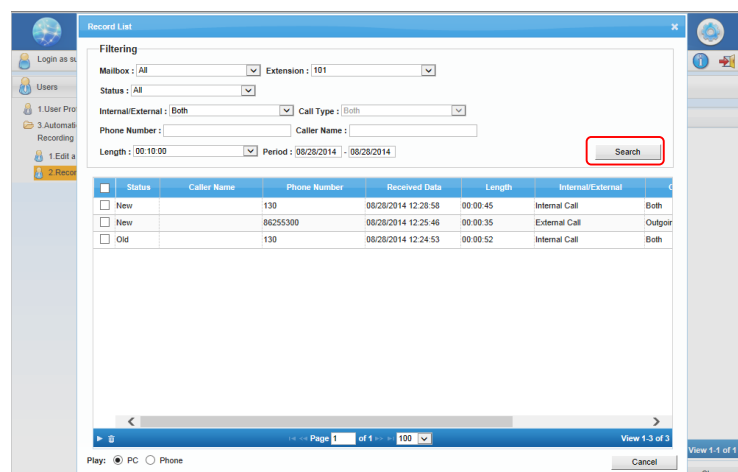 Record List
Login as su
Users
1.User Pro
3.Automati
Recording
1.Edit a
2.Recor
Filtering
Mailbox : All Extension : 101
Status : All
Internal/External : Both Call Type : Both
Phone Number : Caller Name :
Length : 00:10:00 Period : 08/28/2014 - 08/28/2014 Search
Status Caller Name Phone Number Received Data Length Internal/External C
New 130 08/28/2014 12:28:58 00:00:45 Internal Call Both
New 86255300 08/28/2014 12:25:46 00:00:35 External Call Outgoin
Old 130 08/28/2014 12:24:53 00:00:52 Internal Call Both
Page 1 of 1 100 View 1-3 of 3
View 1-1 of 1
Play: PC Phone Cancel